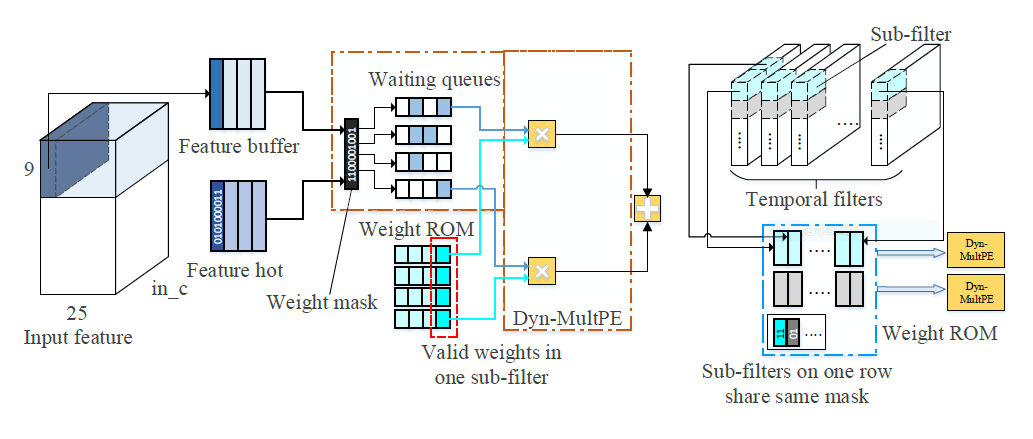 Sub-filter
Waiting queues
Feature buffer
9
1100001001
....
Temporal filters
Weight ROM
0101000011
Feature hot
Weight mask
in_c
25
Input feature
Dyn-MultPE
Valid weights in
one sub-filter
....
Dyn-
MultPE
....
Dyn-
MultPE
11
01
....
Weight ROM
Sub-filters on one row
share same mask